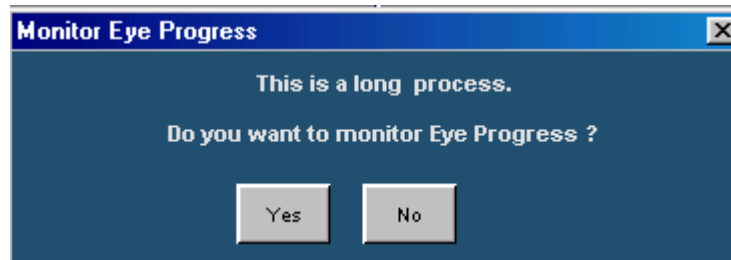 Monitor Eye Progress
This is a long process.
Do you want to monitor Eye Progress ?
Yes No